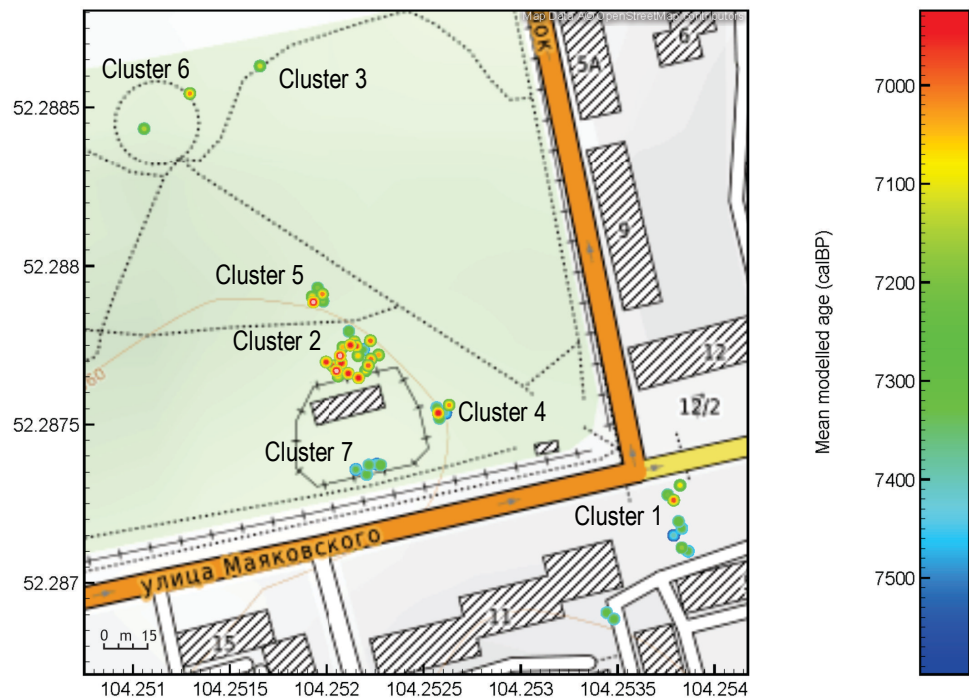 Map Data Â© OpenStreetMap contributors
ок
6
5A
Cluster 6
Cluster 3
52.2885
9
Cluster 5
52.288
Cluster 2
12
60
12/2
Cluster 4
52.2875
Cluster 7
Cluster 1
улица Маяковского
52.287
11
15
0 m 15
104.251
104.2515
104.252
104.2525
104.253
104.2535
104.254
7000
7100
7200
7300
7400
7500
Mean modelled age (calBP)